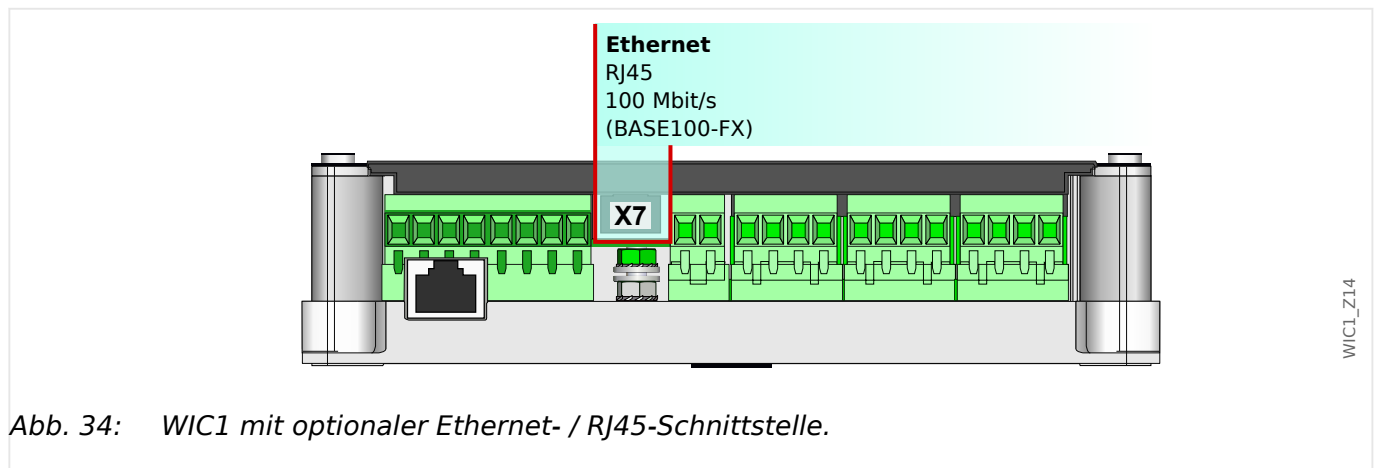 Ethernet
RJ45
100 Mbit/s
(BASE100-FX)
X7
WIC1_Z14
Abb. 34: WIC1 mit optionaler Ethernet- / RJ45-Schnittstelle.